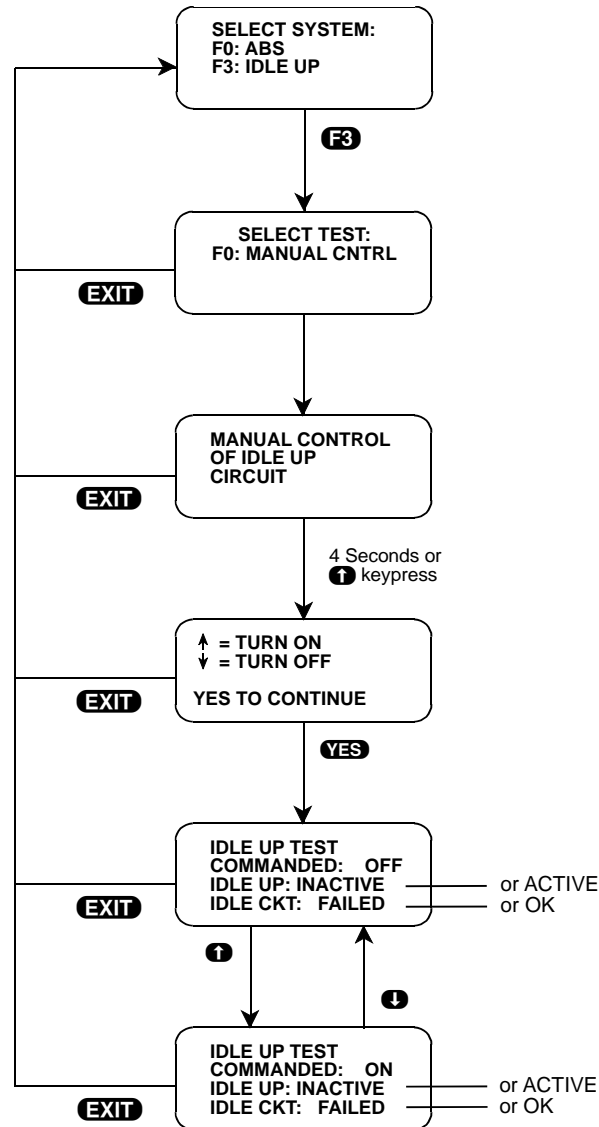 SELECT SYSTEM:
F0: ABS
F3: IDLE UP
F3
SELECT TEST:
F0: MANUAL CNTRL
EXIT
MANUAL CONTROL
OF IDLE UP
CIRCUIT
EXIT
4 Seconds or
⬆ keypress
↑ = TURN ON
↓ = TURN OFF
YES TO CONTINUE
EXIT
YES
IDLE UP TEST
COMMANDED: OFF
IDLE UP: INACTIVE or ACTIVE
IDLE CKT: FAILED or OK
EXIT
⬆
⬇
IDLE UP TEST
COMMANDED: ON
IDLE UP: INACTIVE or ACTIVE
IDLE CKT: FAILED or OK
EXIT